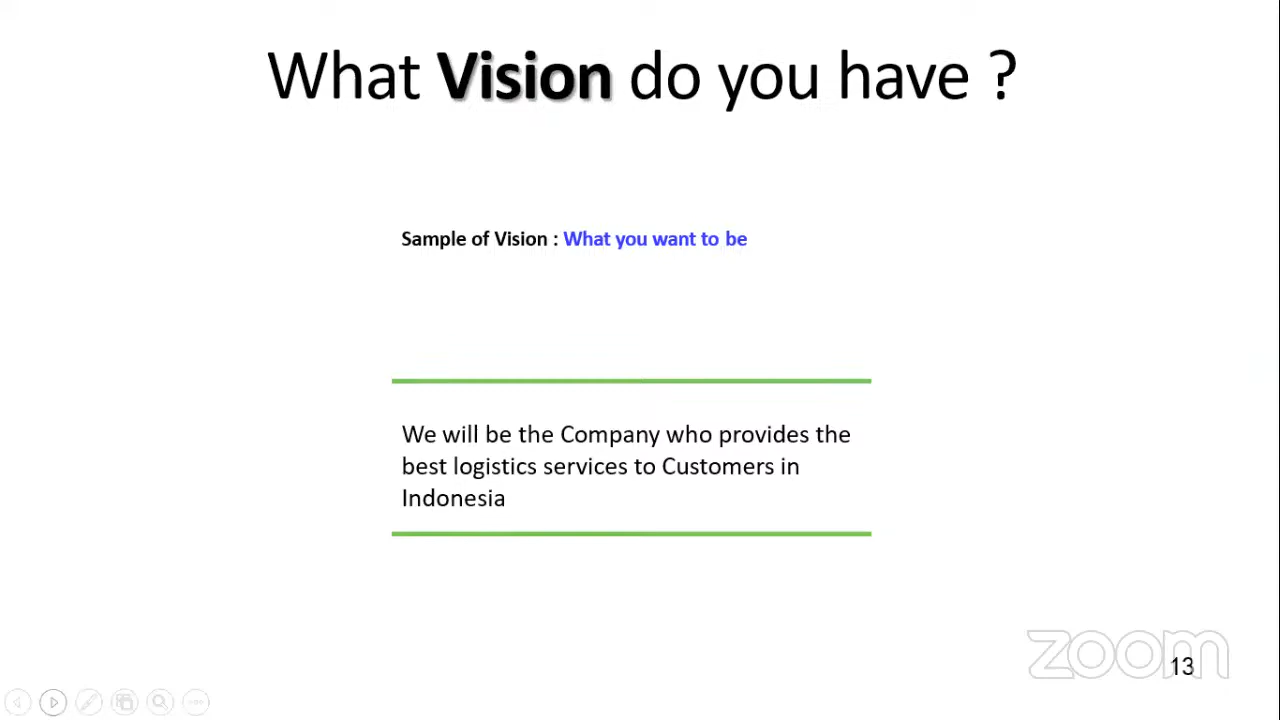 What Vision do you have ?
Sample of Vision : What you want to be
We will be the Company who provides the
best logistics services to Customers in
Indonesia
zoom
13